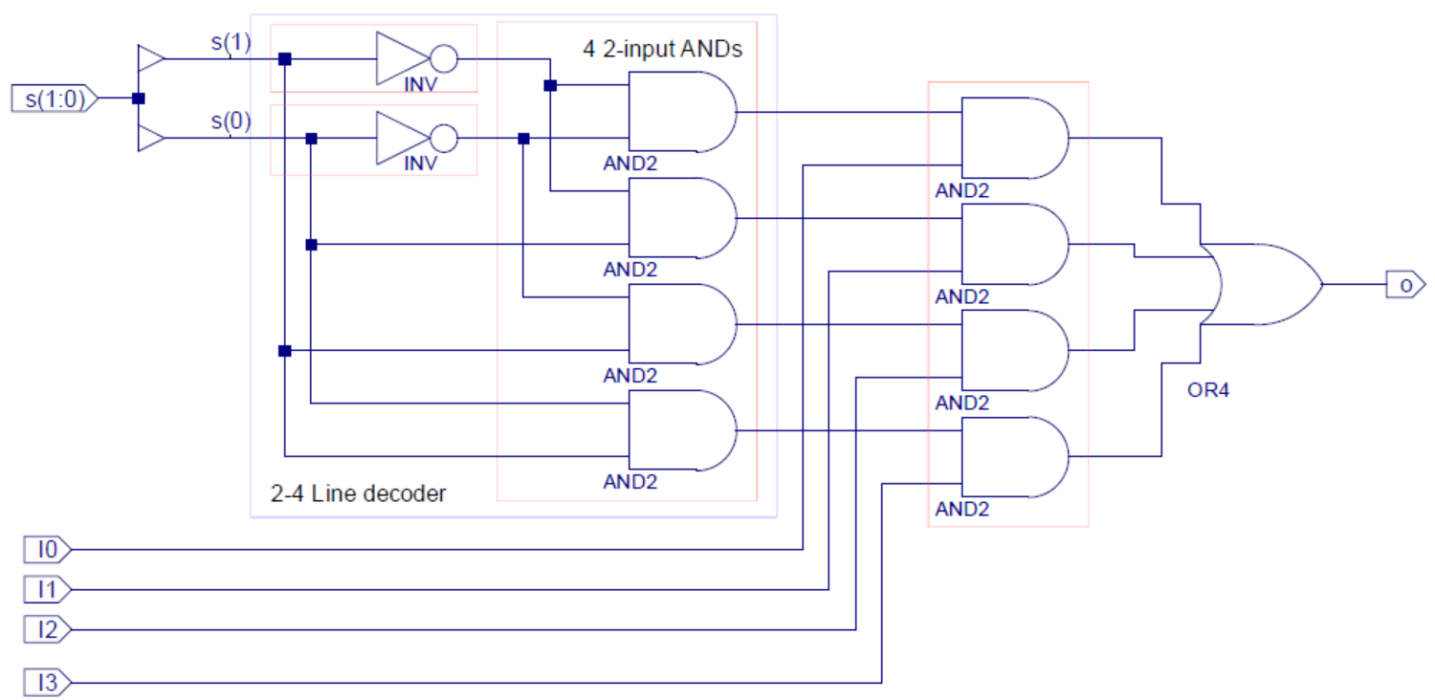 s(1:0)
s(1)
s(0)
INV
INV
4 2-input ANDs
AND2
AND2
AND2
AND2
2-4 Line decoder
AND2
AND2
AND2
AND2
OR4
o
I0
I1
I2
I3